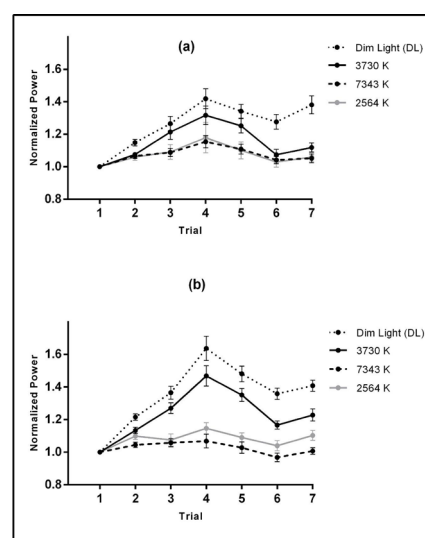 (a)
Normalized Power
1.6
1.4
1.2
1.0
0.8
1 2 3 4 5 6 7
Trial
Dim Light (DL)
3730 K
7343 K
2564 K
(b)
Normalized Power
1.6
1.4
1.2
1.0
0.8
1 2 3 4 5 6 7
Trial
Dim Light (DL)
3730 K
7343 K
2564 K